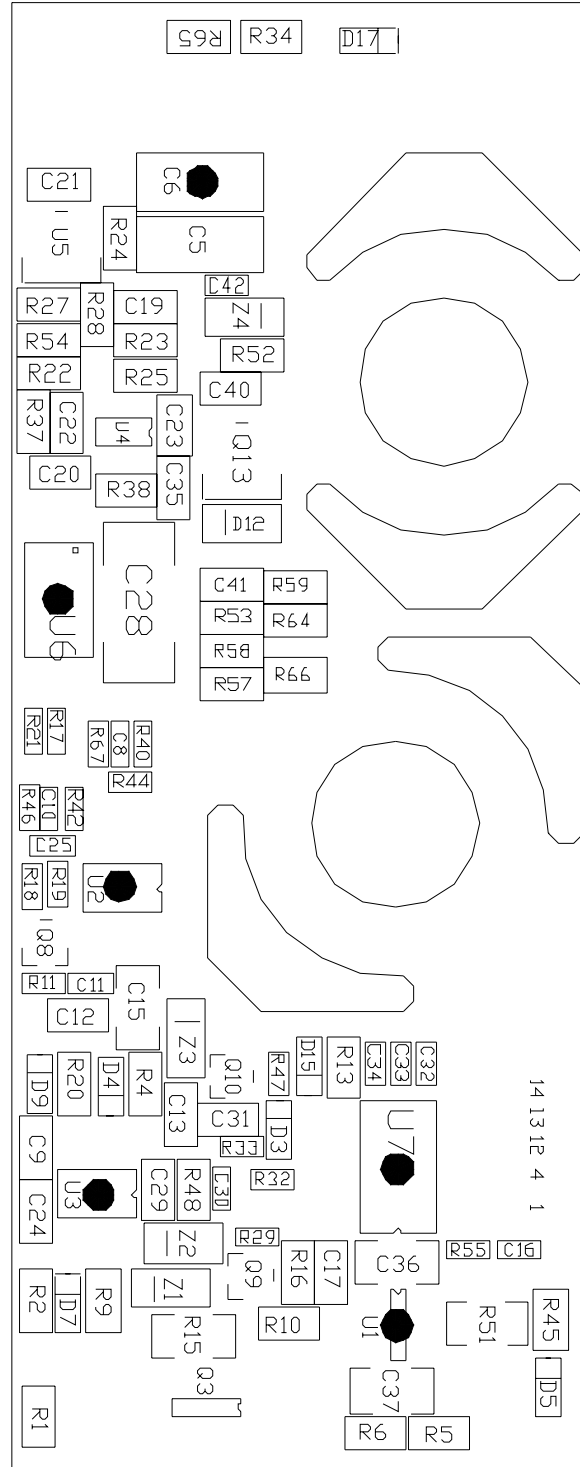 R65 R34 D17
C21 C6
U5 R24 C5
C42
R27 R28 C19 Z4
R54 R23 R52
R22 R25 C40
R37 C22 U4 C23 Q13
C20 R38 C35
D12
C28
U6
C41 R59
R53 R64
R58
R57 R66
R21 R17 R67 C8 R40
R44
R46 C10 R42
C25
R18 R19 U2
Q8
R11 C11 C15
C12 Z3
D9 R20 D4 R4 Q10 R47 D15 R13 C34 C33 C32
C13 C31 D3 U7 14 13 12 4 1
C9 R33
C24 U3 C29 R48 C30 R32
Z2 R29 R55 C16
R16 C17 C36
Q9
R2 D7 R9 Z1
R15 R10 U1 R51 R45
Q3 C37 D5
R1 R6 R5